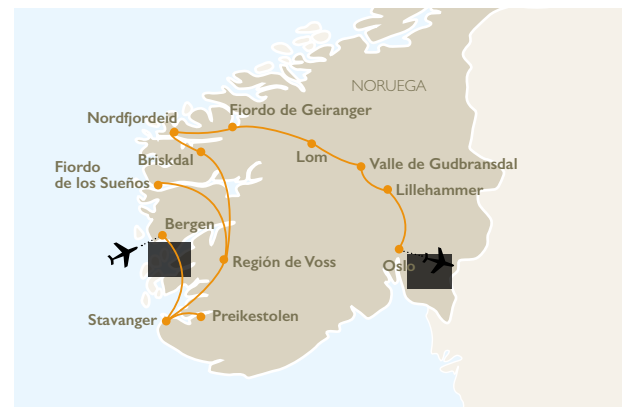 NORUEGA
Fiordo de Geiranger
Nordfjordeid
Briskdal
Lom
Valle de Gudbransdal
Fiordo
de los Sueños
Lillehammer
Bergen
Región de Voss
Oslo
Stavanger
Preikestolen